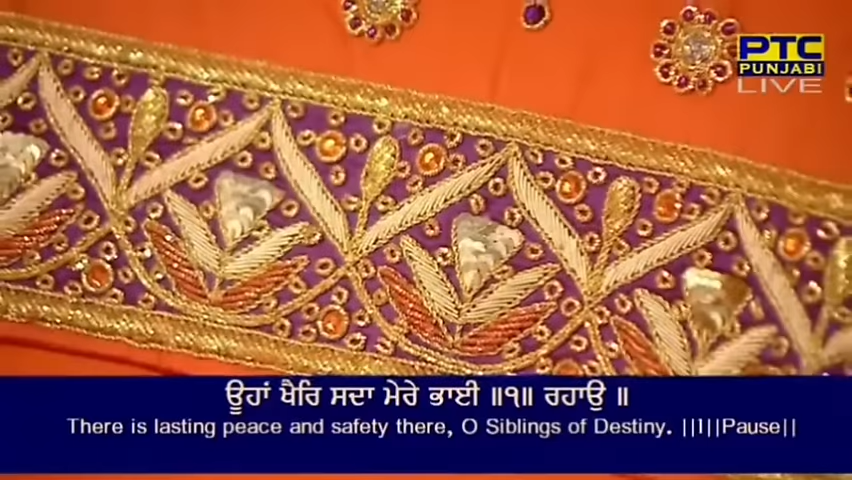 PTC
PUNJABI
LIVE
ਊਹਾਂ ਖੈਰਿ ਸਦਾ ਮੇਰੇ ਭਾਈ ॥੧॥ ਰਹਾਉ ॥
There is lasting peace and safety there, O Siblings of Destiny. ||1||Pause||